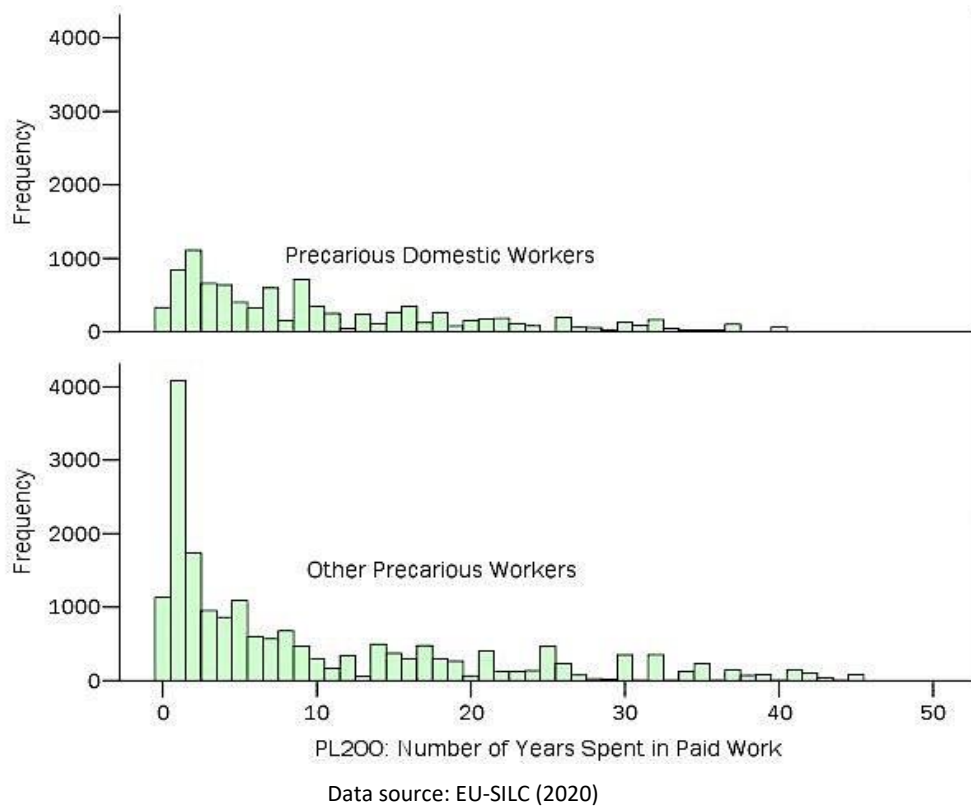 4000
3000
2000
1000
0
Frequency
Precarious Domestic Workers
4000
3000
2000
1000
0
Frequency
Other Precarious Workers
0 10 20 30 40 50
PL200: Number of Years Spent in Paid Work
Data source: EU-SILC (2020)